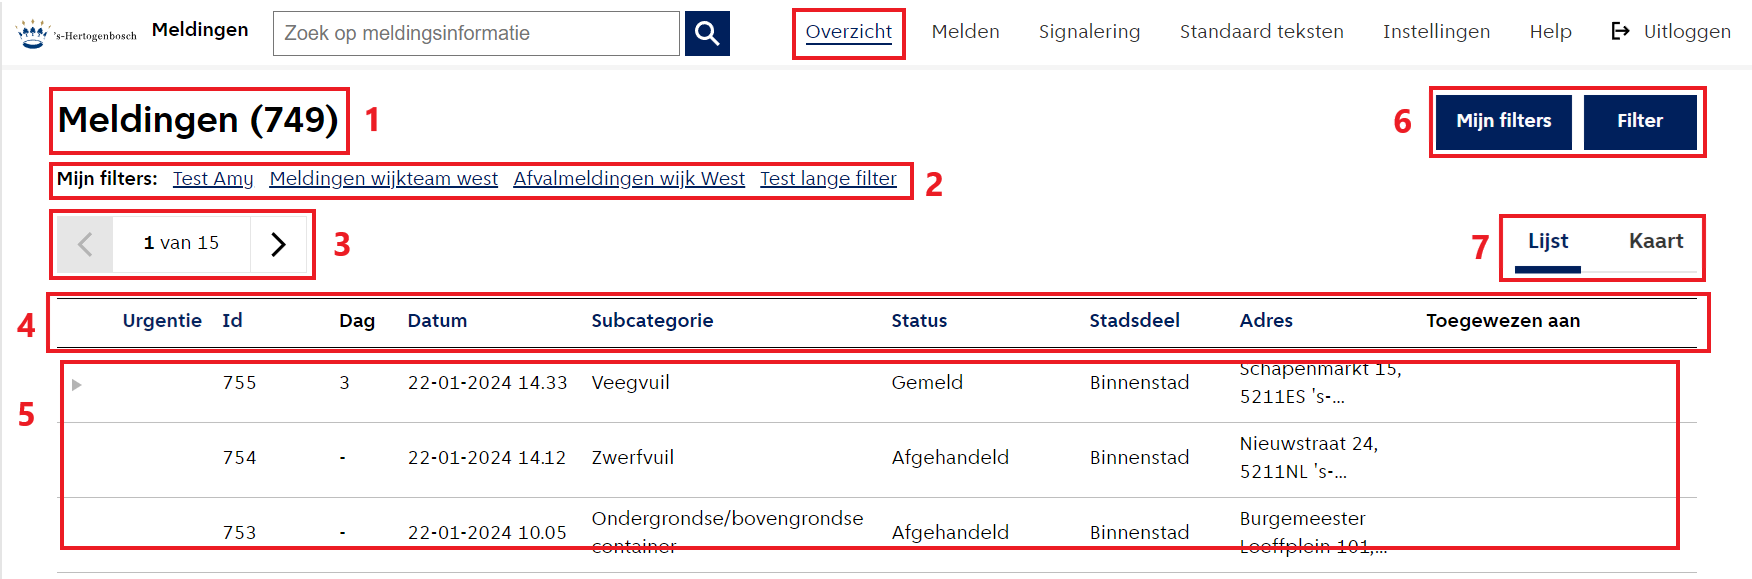 's-Hertogenbosch Meldingen Zoek op meldingsinformatie Overzicht Melden Signalering Standaard teksten Instellingen Help Uitloggen
Meldingen (749) 1 6 Mijn filters Filter
Mijn filters: Test Amy Meldingen wijkteam west Afvalmeldingen wijk West Test lange filter 2
1 van 15 3 7 Lijst Kaart
4 Urgentie Id Dag Datum Subcategorie Status Stadsdeel Adres Toegewezen aan
5 755 3 22-01-2024 14.33 Veegvuil Gemeld Binnenstad Schapenmarkt 15,
5211ES 's-...
754 - 22-01-2024 14.12 Zwerfvuil Afgehandeld Binnenstad Nieuwstraat 24,
5211NL 's-...
753 - 22-01-2024 10.05 Ondergrondse/bovengrondse
container Afgehandeld Binnenstad Burgemeester
Loeffplein 101,...